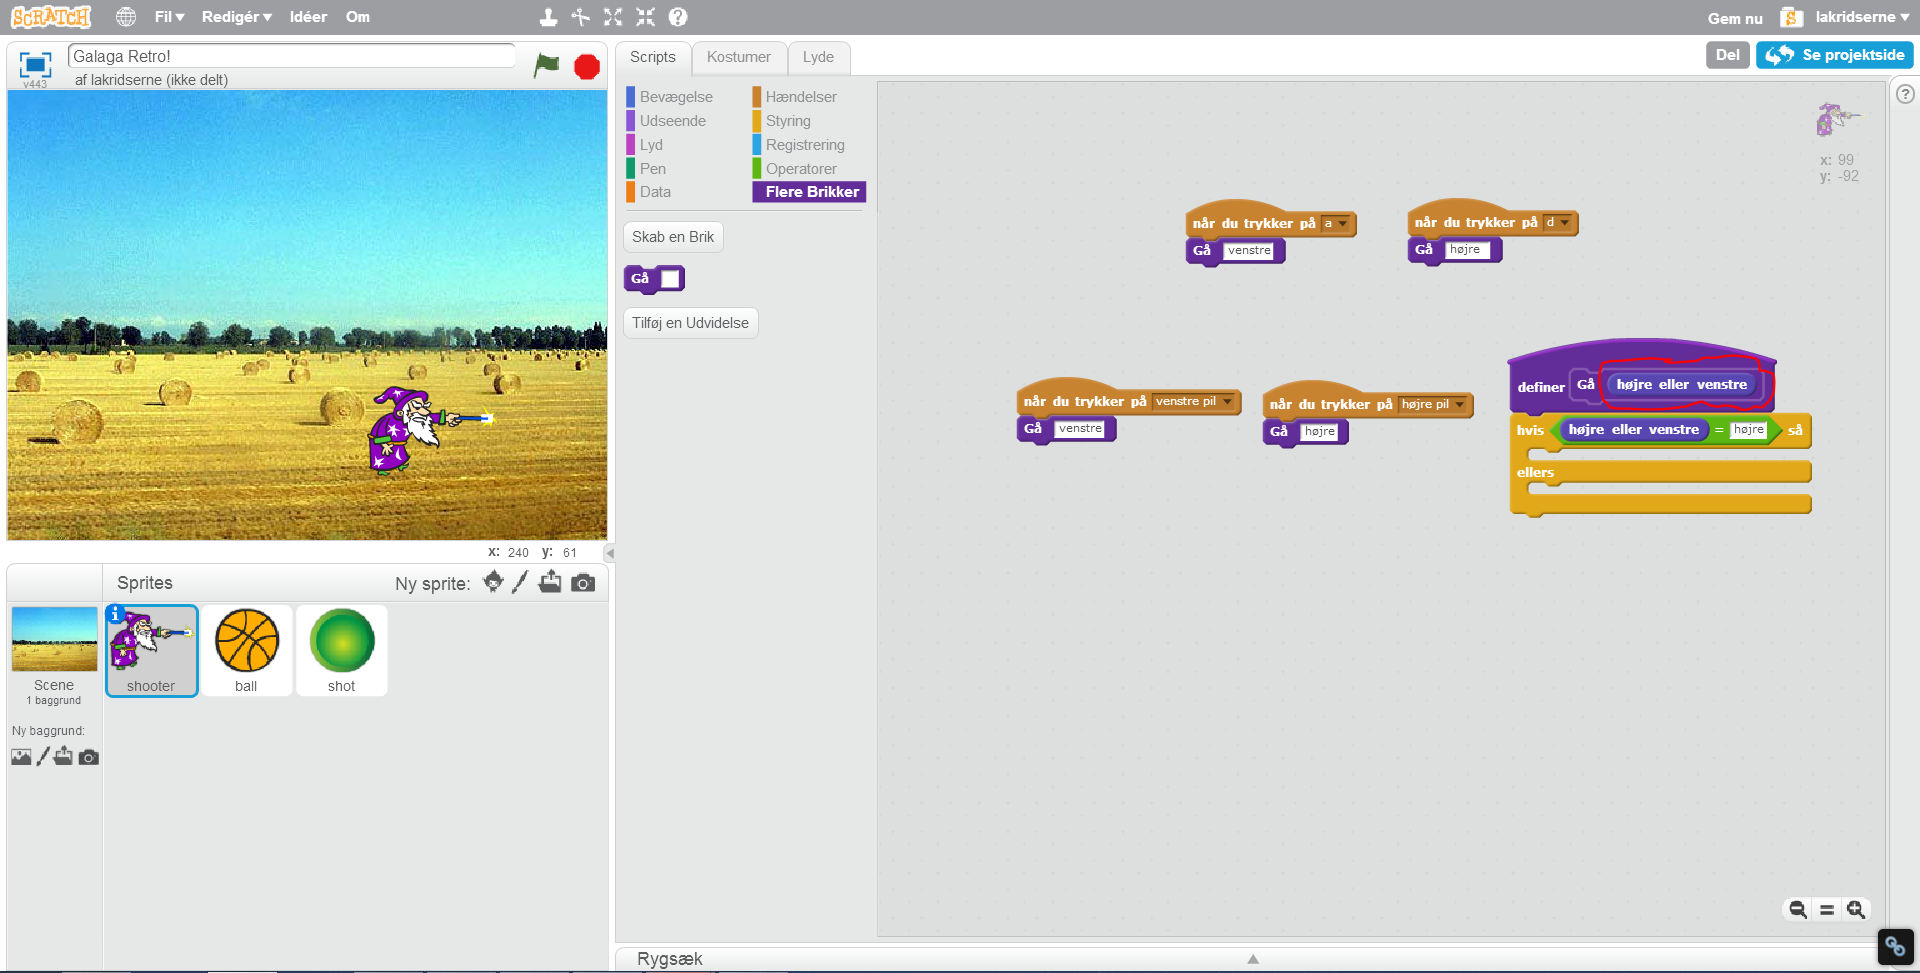 SCRATCH
Fil Redigér Idéer Om
Gem nu
lakridserne
Galaga Retro!
af lakridserne (ikke delt)
v443
Scripts
Kostumer
Lyde
Del
Se projektside
Bevægelse
Udseende
Lyd
Pen
Data
Hændelser
Styring
Registrering
Operatorer
Flere Brikker
Skab en Brik
Gå
Tilføj en Udvidelse
?
x: 99
y: -92
når du trykker på a
Gå venstre
når du trykker på d
Gå højre
når du trykker på venstre pil
Gå venstre
når du trykker på højre pil
Gå højre
definer Gå højre eller venstre
hvis højre eller venstre = højre så
ellers
x: 240 y: 61
Sprites
Ny sprite:
Scene
1 baggrund
Ny baggrund:
i
shooter
ball
shot
Rygsæk